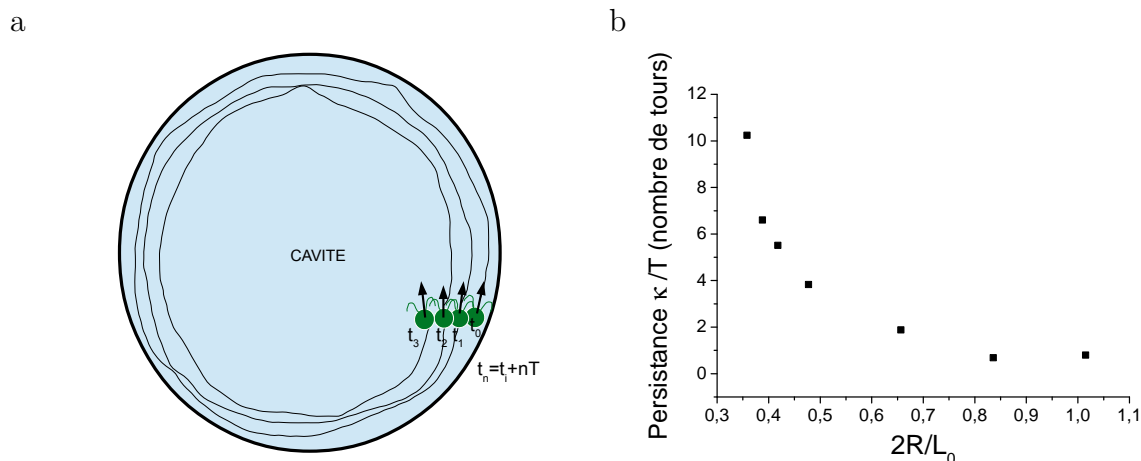 a
CAVITE
t₃ t₂ t₁ t₀
tₙ=tᵢ+nT
b
Persistance κ /T (nombre de tours)
12
10
8
6
4
2
0
0,3 0,4 0,5 0,6 0,7 0,8 0,9 1,0 1,1
2R/L₀